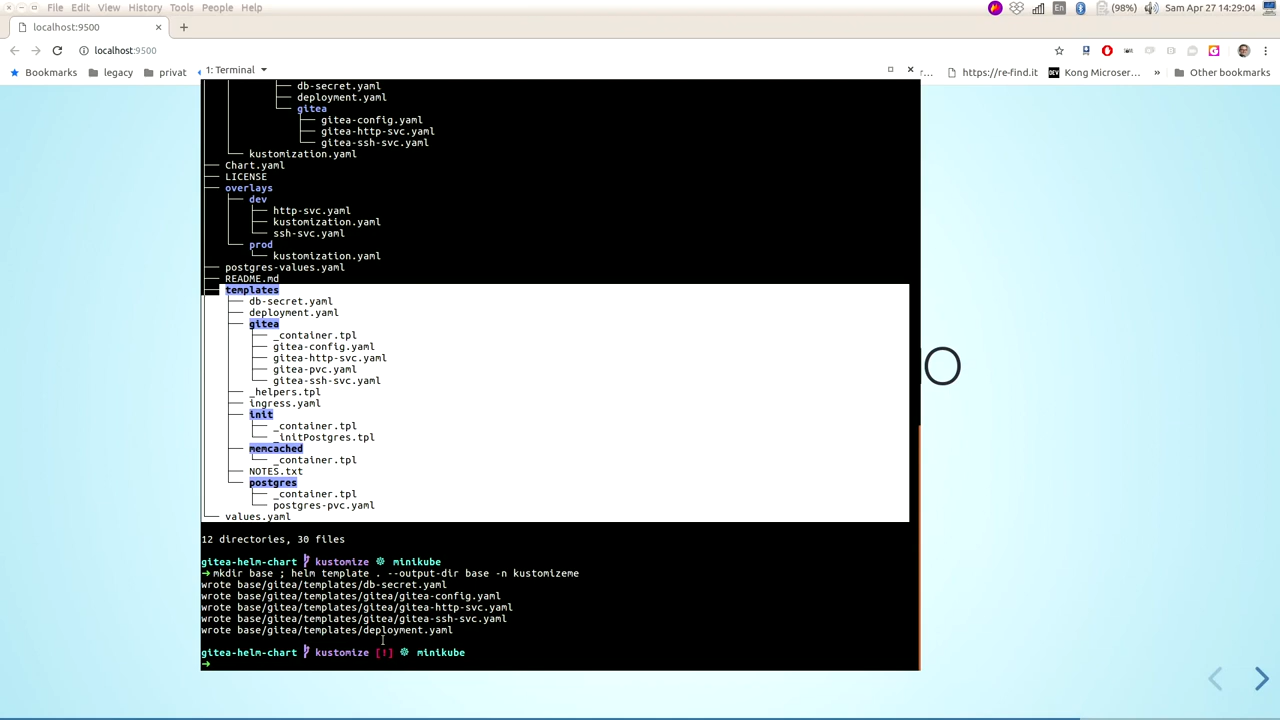 File Edit View History Tools People Help
En (98%) Sam Apr 27 14:29:04
localhost:9500
localhost:9500
Bookmarks legacy privat https://re-find.it Kong Microser... » Other bookmarks
1: Terminal
│   │       ├── db-secret.yaml
│   │       ├── deployment.yaml
│   │       └── gitea
│   │           ├── gitea-config.yaml
│   │           ├── gitea-http-svc.yaml
│   │           └── gitea-ssh-svc.yaml
│   └── kustomization.yaml
├── Chart.yaml
├── LICENSE
├── overlays
│   ├── dev
│   │   ├── http-svc.yaml
│   │   ├── kustomization.yaml
│   │   └── ssh-svc.yaml
│   └── prod
│       └── kustomization.yaml
├── postgres-values.yaml
├── README.md
├── templates
│   ├── db-secret.yaml
│   ├── deployment.yaml
│   ├── gitea
│   │   ├── _container.tpl
│   │   ├── gitea-config.yaml
│   │   ├── gitea-http-svc.yaml
│   │   ├── gitea-pvc.yaml
│   │   └── gitea-ssh-svc.yaml
│   ├── _helpers.tpl
│   ├── ingress.yaml
│   ├── init
│   │   ├── _container.tpl
│   │   └── _initPostgres.tpl
│   ├── memcached
│   │   └── _container.tpl
│   ├── NOTES.txt
│   └── postgres
│       ├── _container.tpl
│       └── postgres-pvc.yaml
└── values.yaml
12 directories, 30 files
gitea-helm-chart kustomize ☸ minikube
➜ mkdir base ; helm template . --output-dir base -n kustomizeme
wrote base/gitea/templates/db-secret.yaml
wrote base/gitea/templates/gitea/gitea-config.yaml
wrote base/gitea/templates/gitea/gitea-http-svc.yaml
wrote base/gitea/templates/gitea/gitea-ssh-svc.yaml
wrote base/gitea/templates/deployment.yaml
gitea-helm-chart kustomize [!] ☸ minikube
➜